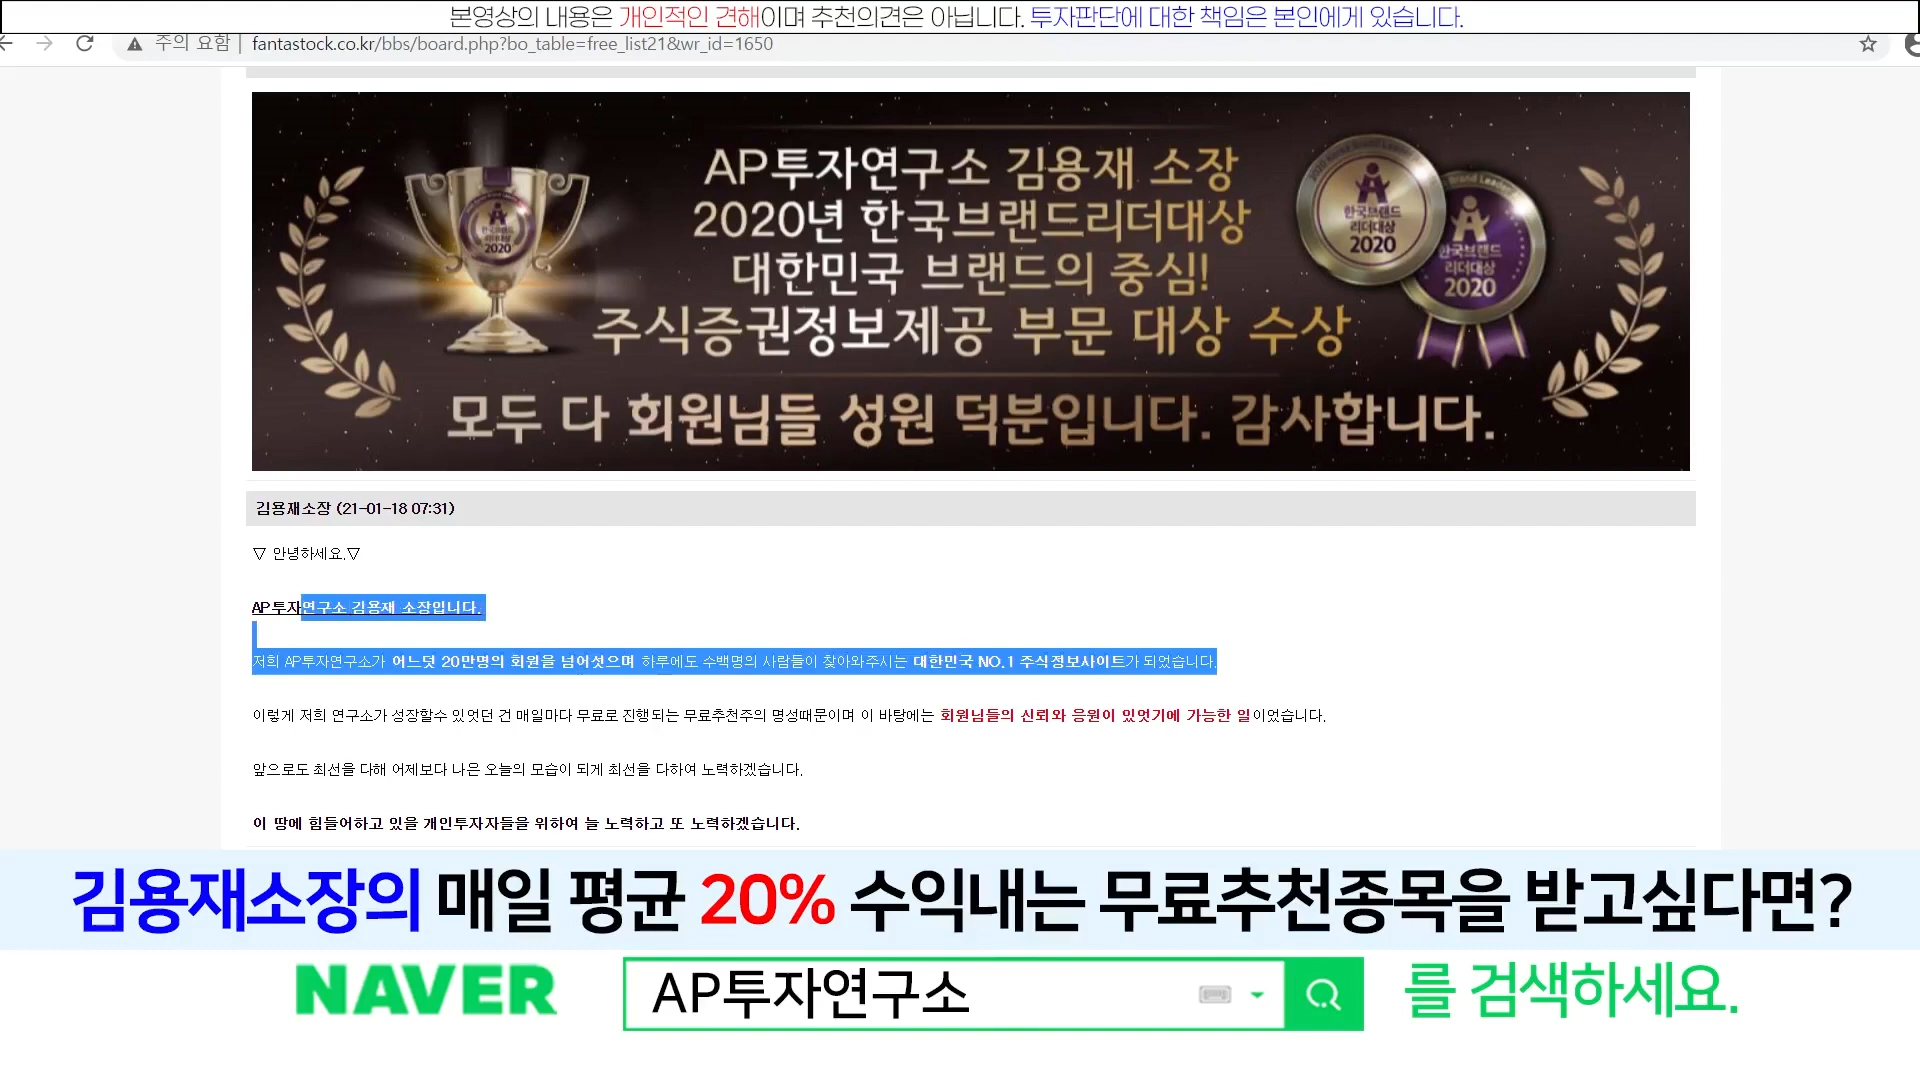 본영상의 내용은 개인적인 견해이며 추천의견은 아닙니다. 투자판단에 대한 책임은 본인에게 있습니다.
주의 요함 | fantastock.co.kr/bbs/board.php?bo_table=free_list21&wr_id=1650
AP투자연구소 김용재 소장
2020년 한국브랜드리더대상
대한민국 브랜드의 중심!
주식증권정보제공 부문 대상 수상
모두 다 회원님들 성원 덕분입니다. 감사합니다.
한국브랜드
리더대상
2020
한국브랜드
리더대상
2020
한국브랜드
리더대상
2020
김용재소장 (21-01-18 07:31)
▽ 안녕하세요.▽
AP투자연구소 김용재 소장입니다.
저희 AP투자연구소가 어느덧 20만명의 회원을 넘어섯으며 하루에도 수백명의 사람들이 찾아와주시는 대한민국 NO.1 주식정보사이트가 되었습니다.
이렇게 저희 연구소가 성장할수 있엇던 건 매일마다 무료로 진행되는 무료추천주의 명성때문이며 이 바탕에는 회원님들의 신뢰와 응원이 있엇기에 가능한 일이었습니다.
앞으로도 최선을 다해 어제보다 나은 오늘의 모습이 되게 최선을 다하여 노력하겠습니다.
이 땅에 힘들어하고 있을 개인투자자들을 위하여 늘 노력하고 또 노력하겠습니다.
김용재소장의 매일 평균 20% 수익내는 무료추천종목을 받고싶다면?
NAVER AP투자연구소 를 검색하세요.